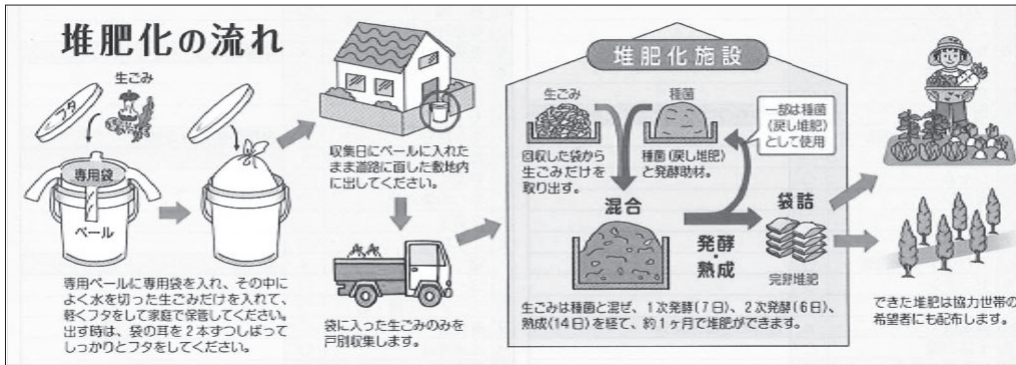 堆肥化の流れ
生ごみ
フタ
専用袋
ペール
専用ペールに専用袋を入れ、その中に
よく水を切った生ごみだけを入れて、
軽くフタをして家庭で保管してください。
出す時は、袋の耳を2本ずつしばって
しっかりとフタをしてください。
収集日にペールに入れた
まま道路に面した敷地内
に出してください。
袋に入った生ごみのみを
戸別収集します。
堆肥化施設
生ごみ
回収した袋から
生ごみだけを
取り出す。
種菌
種菌(戻し堆肥)
と発酵助材。
一部は種菌
(戻し堆肥)
として使用
混合
発酵・熟成
袋詰
完熟堆肥
生ごみは種菌と混ぜ、1次発酵(7日)、2次発酵(6日)、
熟成(14日)を経て、約1ヶ月で堆肥ができます。
できた堆肥は協力世帯の
希望者にも配布します。